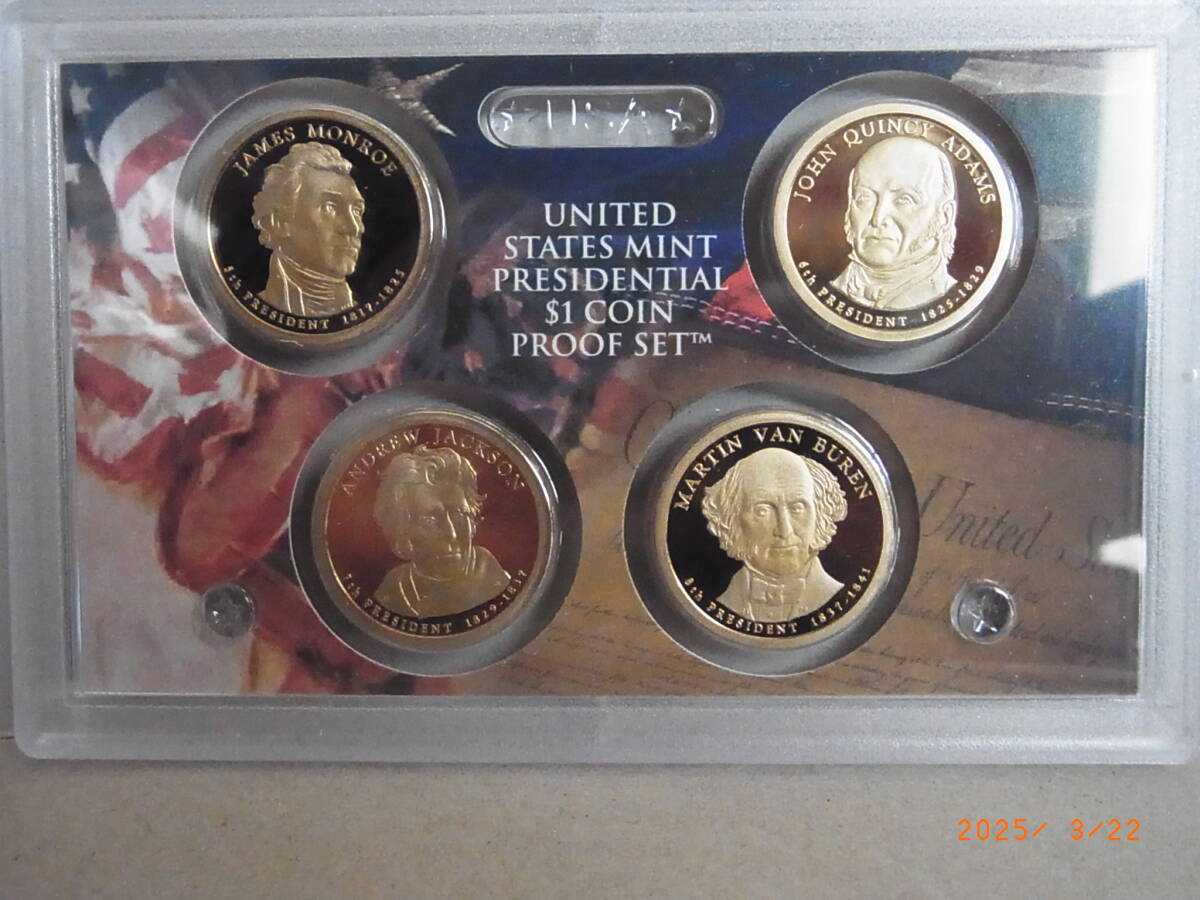 JAMES MONROE
5th PRESIDENT 1817-1825
USA
JOHN QUINCY ADAMS
6th PRESIDENT 1825-1829
UNITED
STATES MINT
PRESIDENTIAL
$1 COIN
PROOF SET™
ANDREW JACKSON
7th PRESIDENT 1829-1837
MARTIN VAN BUREN
8th PRESIDENT 1837-1841
United
2025/ 3/22